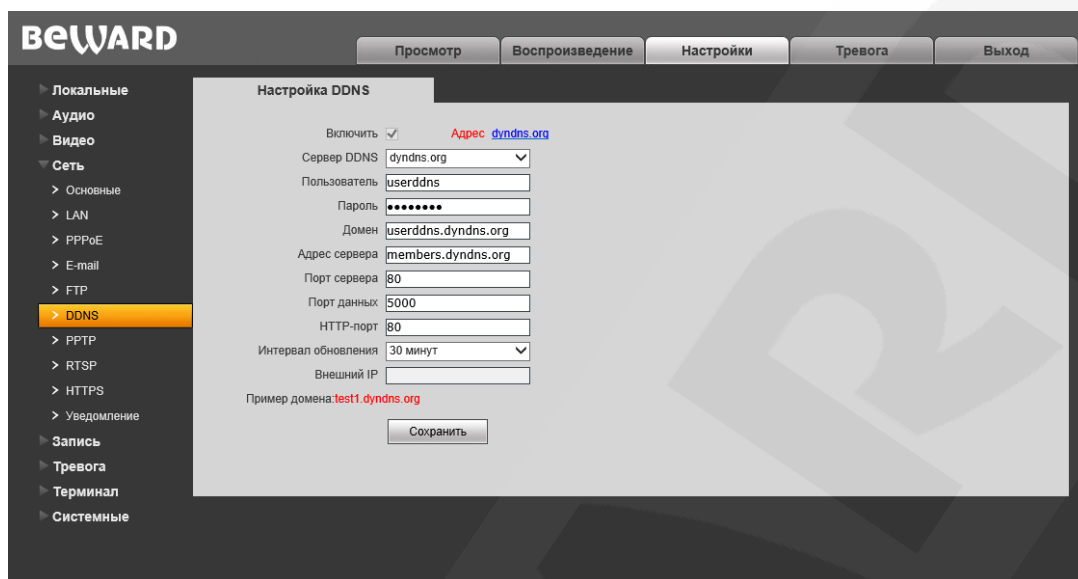 BEWARD
Просмотр Воспроизведение Настройки Тревога Выход
Локальные
Аудио
Видео
Сеть
Основные
LAN
PPPoE
E-mail
FTP
DDNS
PPTP
RTSP
HTTPS
Уведомление
Запись
Тревога
Терминал
Системные
Настройка DDNS
Включить Адрес dyndns.org
Сервер DDNS dyndns.org
Пользователь userddns
Пароль ••••••••
Домен userddns.dyndns.org
Адрес сервера members.dyndns.org
Порт сервера 80
Порт данных 5000
HTTP-порт 80
Интервал обновления 30 минут
Внешний IP
Пример домена:test1.dyndns.org
Сохранить